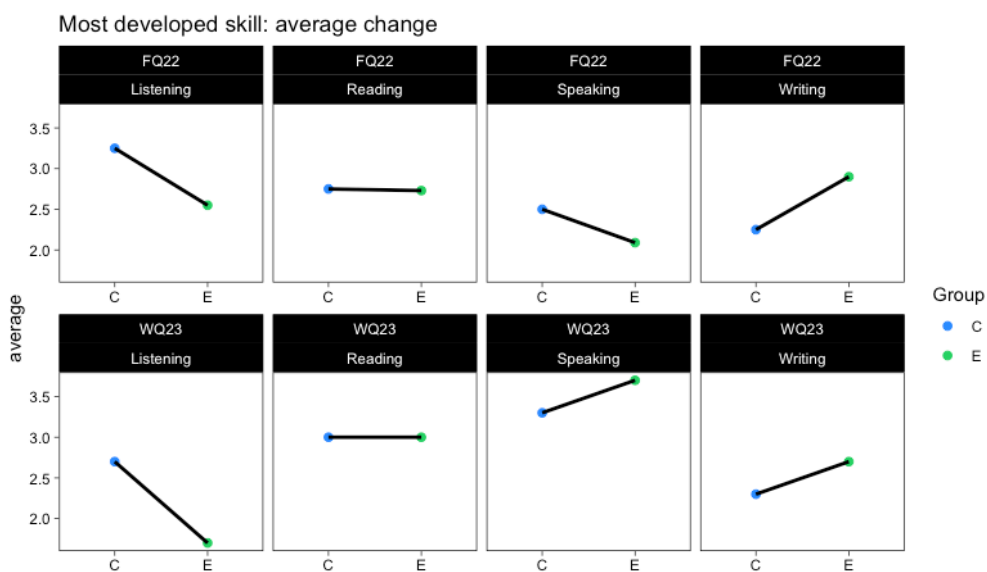 Most developed skill: average change
FQ22 FQ22 FQ22 FQ22
Listening Reading Speaking Writing
3.5
3.0
2.5
2.0
C E C E C E C E
average
WQ23 WQ23 WQ23 WQ23
Listening Reading Speaking Writing
3.5
3.0
2.5
2.0
C E C E C E C E
Group
C
E